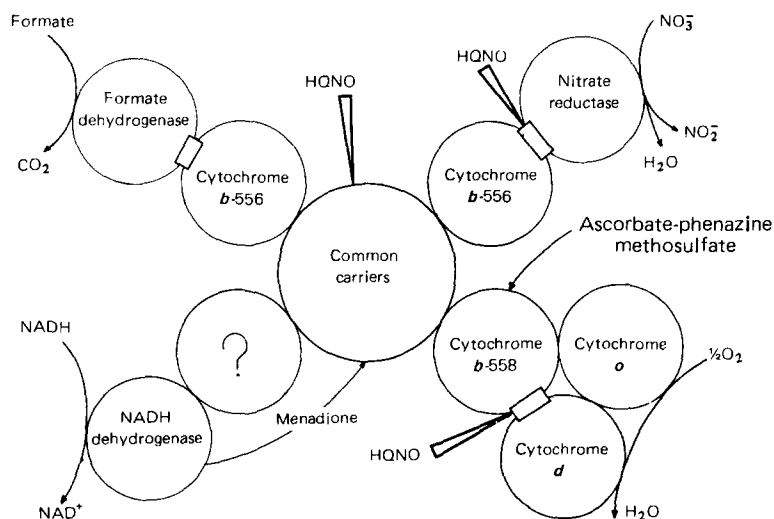 Formate
Formate
dehydrogenase
CO₂
Cytochrome
b-556
HQNO
Common
carriers
HQNO
Cytochrome
b-556
Nitrate
reductase
NO₃⁻
NO₂⁻
H₂O
Ascorbate-phenazine
methosulfate
NADH
NADH
dehydrogenase
NAD⁺
?
Menadione
Cytochrome
b-558
HQNO
Cytochrome
o
Cytochrome
d
½O₂
H₂O